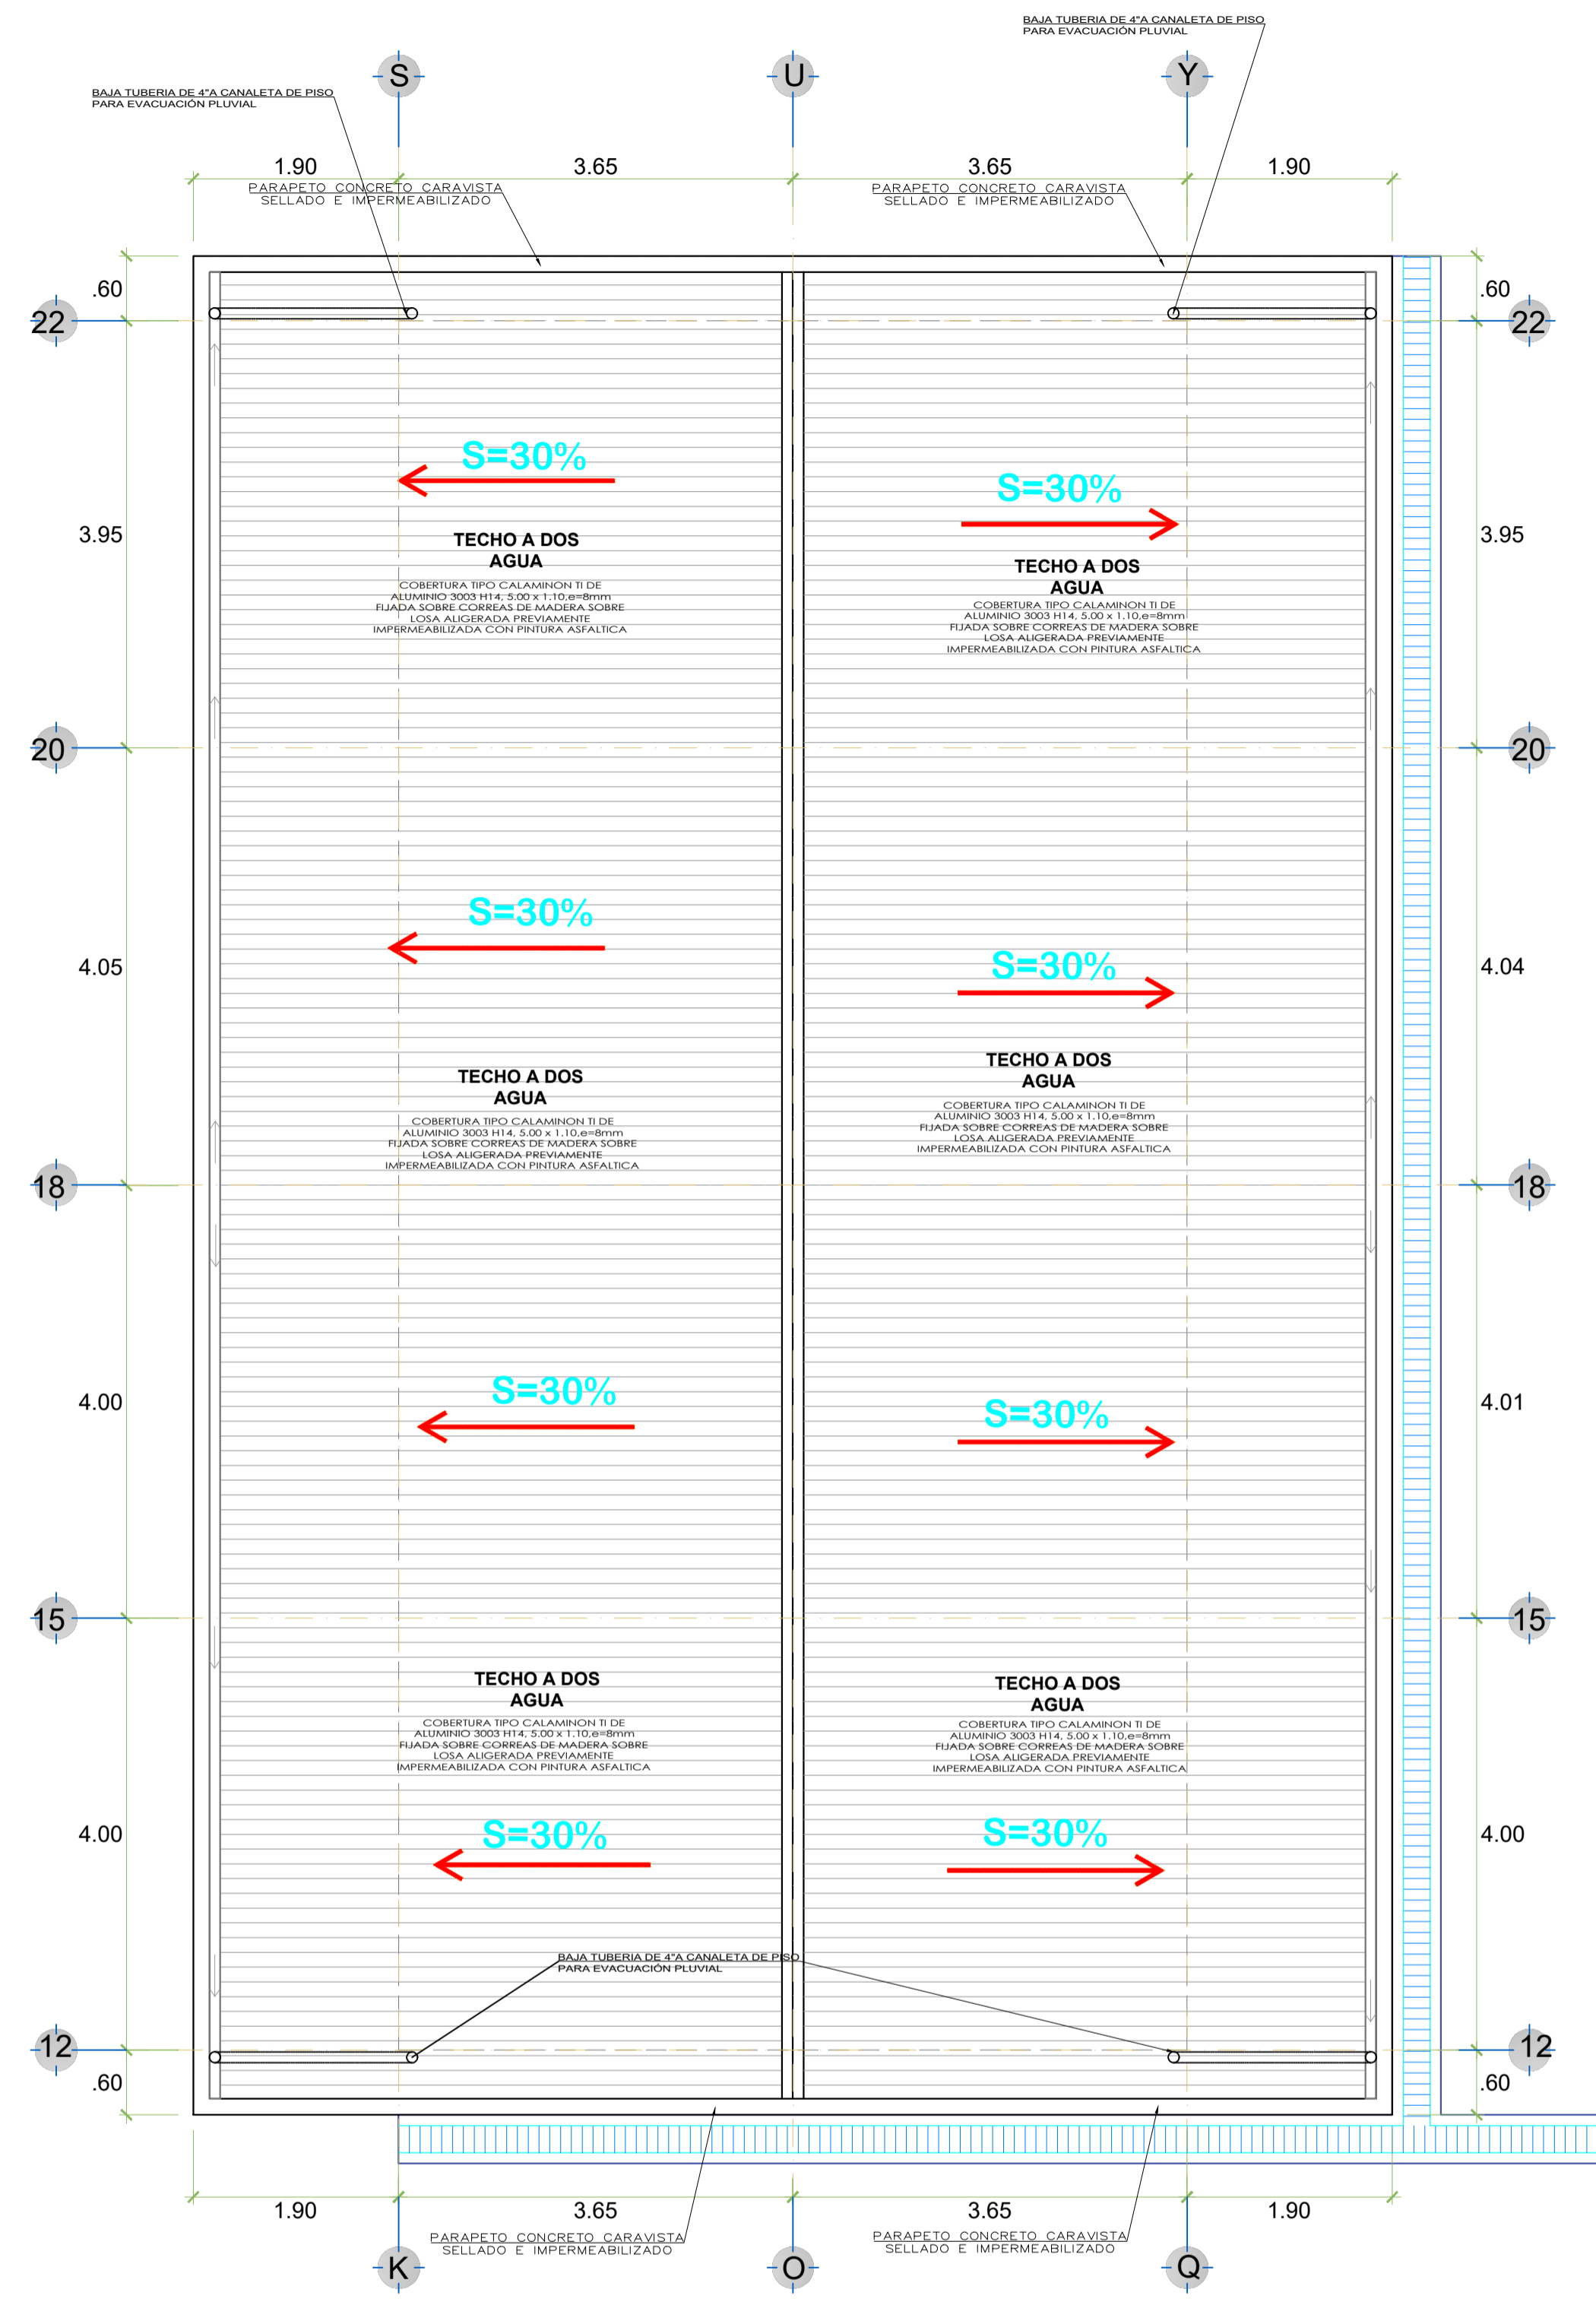 BAJA TUBERIA DE 4"A CANALETA DE PISO
PARA EVACUACIÓN PLUVIAL
S
U
Y
BAJA TUBERIA DE 4"A CANALETA DE PISO
PARA EVACUACIÓN PLUVIAL
1.90
3.65
3.65
1.90
PARAPETO CONCRETO CARAVISTA
SELLADO E IMPERMEABILIZADO
PARAPETO CONCRETO CARAVISTA
SELLADO E IMPERMEABILIZADO
.60
.60
22
22
S=30%
S=30%
3.95
3.95
TECHO A DOS
AGUA
COBERTURA TIPO CALAMINON TI DE
ALUMINIO 3003 H14, 5.00 x 1.10,e=8mm
FIJADA SOBRE CORREAS DE MADERA SOBRE
LOSA ALIGERADA PREVIAMENTE
IMPERMEABILIZADA CON PINTURA ASFALTICA
TECHO A DOS
AGUA
COBERTURA TIPO CALAMINON TI DE
ALUMINIO 3003 H14, 5.00 x 1.10,e=8mm
FIJADA SOBRE CORREAS DE MADERA SOBRE
LOSA ALIGERADA PREVIAMENTE
IMPERMEABILIZADA CON PINTURA ASFALTICA
20
20
S=30%
S=30%
4.05
4.04
TECHO A DOS
AGUA
COBERTURA TIPO CALAMINON TI DE
ALUMINIO 3003 H14, 5.00 x 1.10,e=8mm
FIJADA SOBRE CORREAS DE MADERA SOBRE
LOSA ALIGERADA PREVIAMENTE
IMPERMEABILIZADA CON PINTURA ASFALTICA
TECHO A DOS
AGUA
COBERTURA TIPO CALAMINON TI DE
ALUMINIO 3003 H14, 5.00 x 1.10,e=8mm
FIJADA SOBRE CORREAS DE MADERA SOBRE
LOSA ALIGERADA PREVIAMENTE
IMPERMEABILIZADA CON PINTURA ASFALTICA
18
18
S=30%
S=30%
4.00
4.01
15
15
TECHO A DOS
AGUA
COBERTURA TIPO CALAMINON TI DE
ALUMINIO 3003 H14, 5.00 x 1.10,e=8mm
FIJADA SOBRE CORREAS DE MADERA SOBRE
LOSA ALIGERADA PREVIAMENTE
IMPERMEABILIZADA CON PINTURA ASFALTICA
TECHO A DOS
AGUA
COBERTURA TIPO CALAMINON TI DE
ALUMINIO 3003 H14, 5.00 x 1.10,e=8mm
FIJADA SOBRE CORREAS DE MADERA SOBRE
LOSA ALIGERADA PREVIAMENTE
IMPERMEABILIZADA CON PINTURA ASFALTICA
4.00
4.00
S=30%
S=30%
BAJA TUBERIA DE 4"A CANALETA DE PISO
PARA EVACUACIÓN PLUVIAL
12
12
.60
.60
1.90
3.65
3.65
1.90
PARAPETO CONCRETO CARAVISTA
SELLADO E IMPERMEABILIZADO
PARAPETO CONCRETO CARAVISTA
SELLADO E IMPERMEABILIZADO
K
O
Q